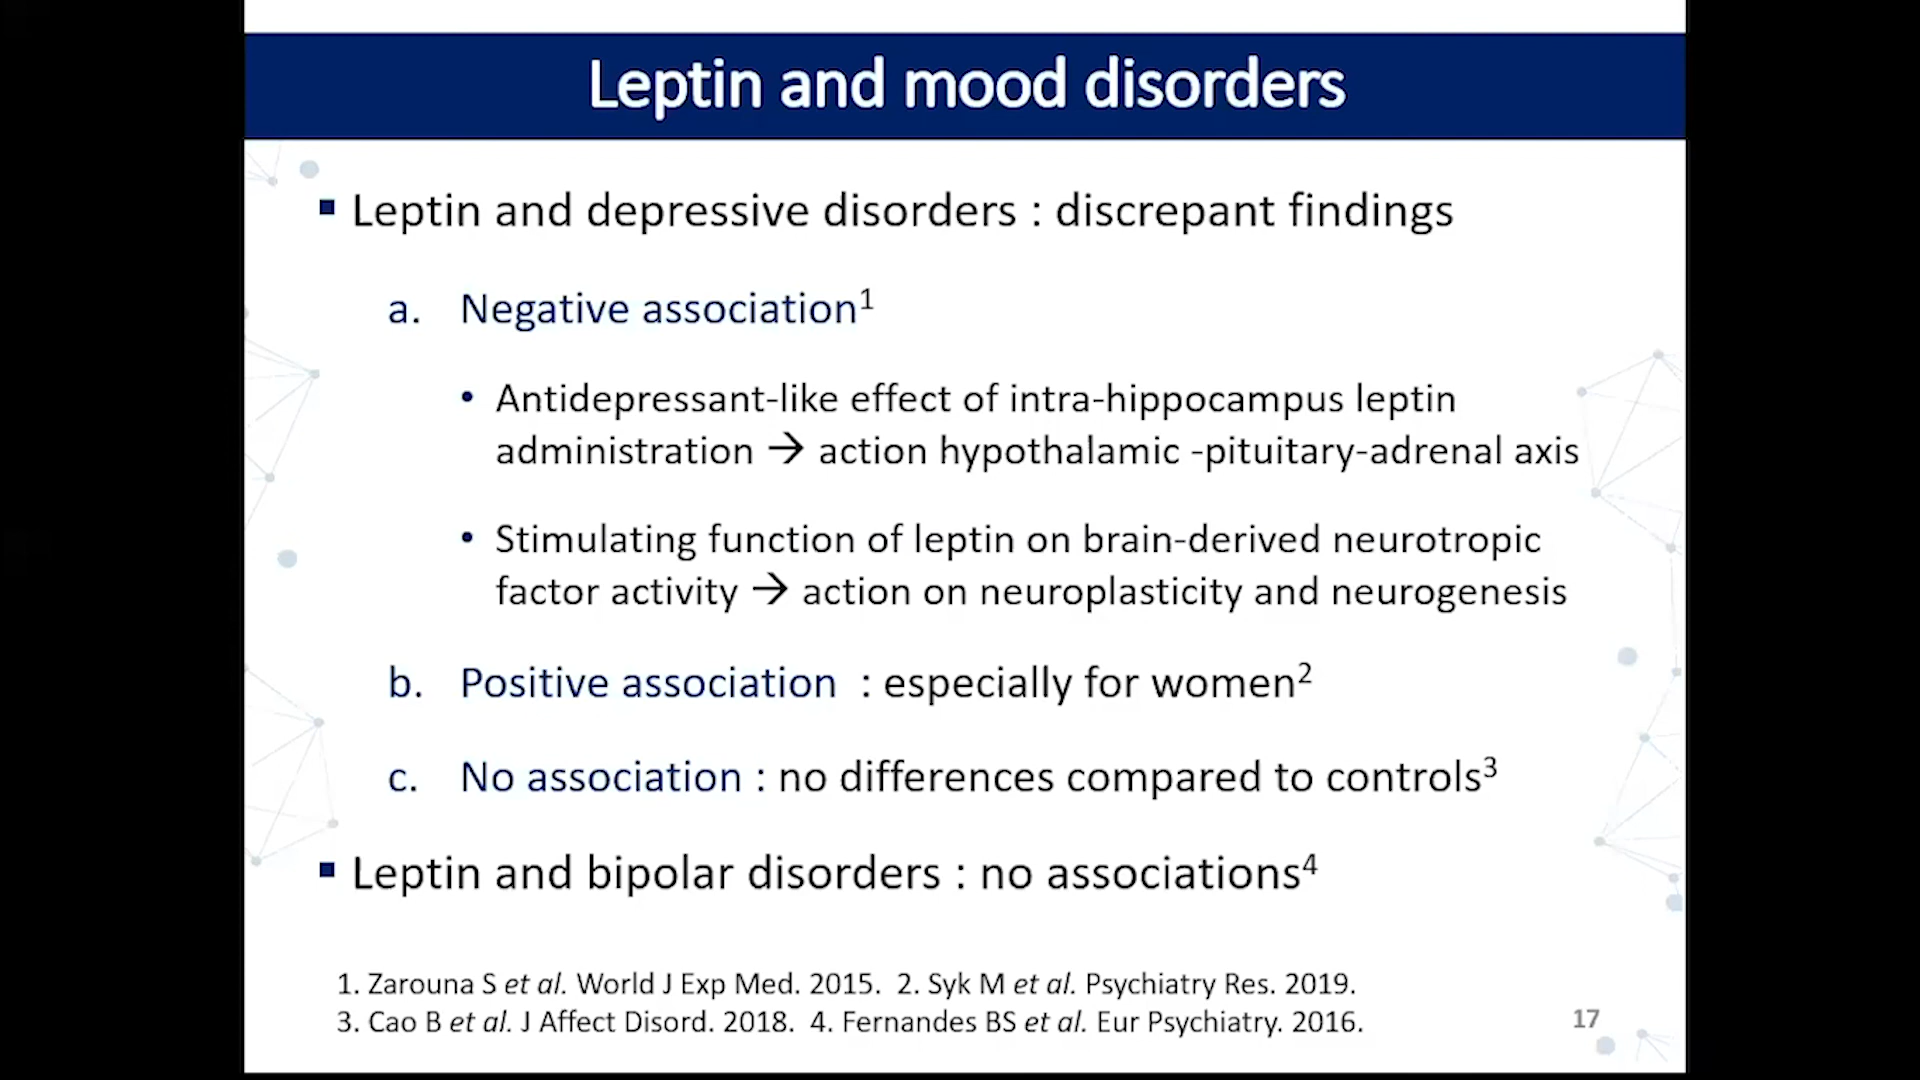 Leptin and mood disorders
▪ Leptin and depressive disorders : discrepant findings
a. Negative association¹
• Antidepressant-like effect of intra-hippocampus leptin
administration → action hypothalamic -pituitary-adrenal axis
• Stimulating function of leptin on brain-derived neurotropic
factor activity → action on neuroplasticity and neurogenesis
b. Positive association : especially for women²
c. No association : no differences compared to controls³
▪ Leptin and bipolar disorders : no associations⁴
1. Zarouna S et al. World J Exp Med. 2015. 2. Syk M et al. Psychiatry Res. 2019.
3. Cao B et al. J Affect Disord. 2018. 4. Fernandes BS et al. Eur Psychiatry. 2016.
17